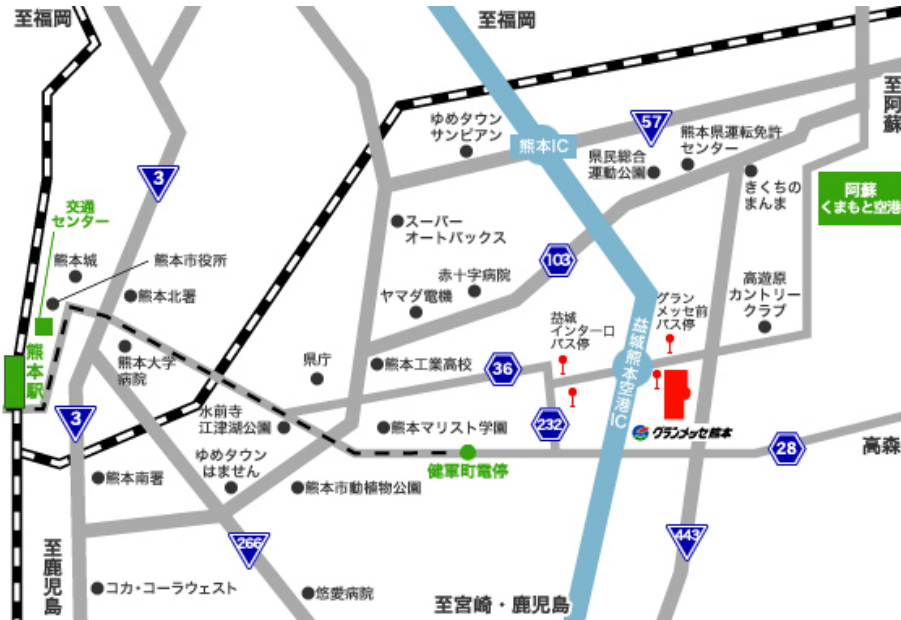 至福岡
至福岡
至阿蘇
57
ゆめタウン
サンピアン
熊本IC
県民総合
運動公園
熊本県運転免許
センター
きくちの
まんま
阿蘇
くまもと空港
3
交通
センター
熊本城
熊本市役所
熊本北署
スーパー
オートバックス
103
赤十字病院
ヤマダ電機
高遊原
カントリー
クラブ
グラン
メッセ前
バス停
益城
インター口
バス停
益城熊本空港IC
熊本駅
熊本大学
病院
県庁
熊本工業高校
36
3
水前寺
江津湖公園
熊本マリスト学園
232
グランメッセ熊本
28
高森
ゆめタウン
はません
健軍町電停
熊本南署
熊本市動植物公園
266
443
至鹿児島
コカ・コーラウェスト
悠愛病院
至宮崎・鹿児島